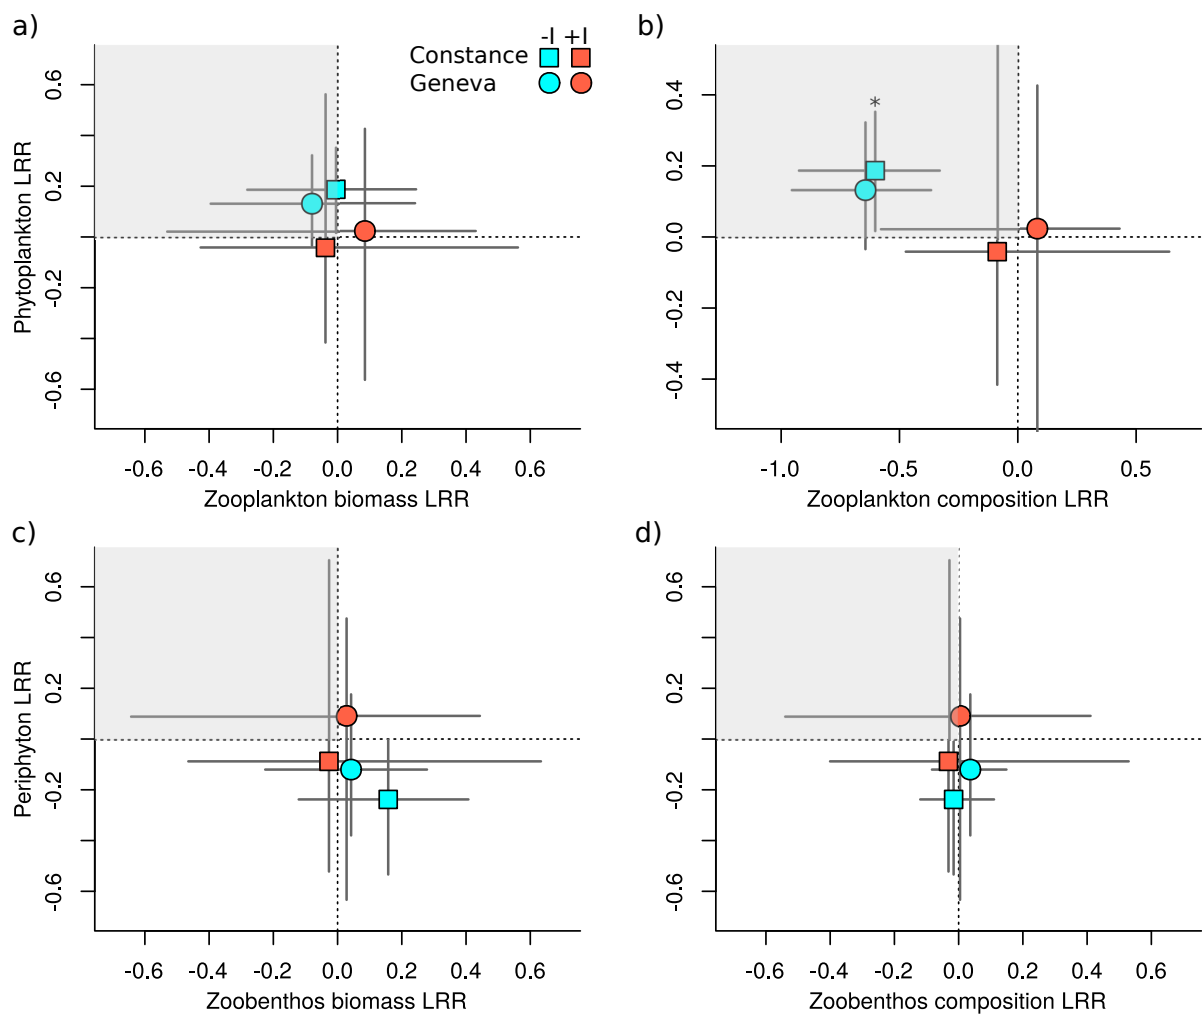 a)
-I +I
Constance
Geneva
Phytoplankton LRR
0.6
0.2
-0.2
-0.6
-0.6 -0.4 -0.2 0.0 0.2 0.4 0.6
Zooplankton biomass LRR
b)
*
0.4
0.2
0.0
-0.2
-0.4
-1.0 -0.5 0.0 0.5
Zooplankton composition LRR
c)
Periphyton LRR
0.6
0.2
-0.2
-0.6
-0.6 -0.4 -0.2 0.0 0.2 0.4 0.6
Zoobenthos biomass LRR
d)
0.6
0.2
-0.2
-0.6
-0.6 -0.4 -0.2 0.0 0.2 0.4 0.6
Zoobenthos composition LRR